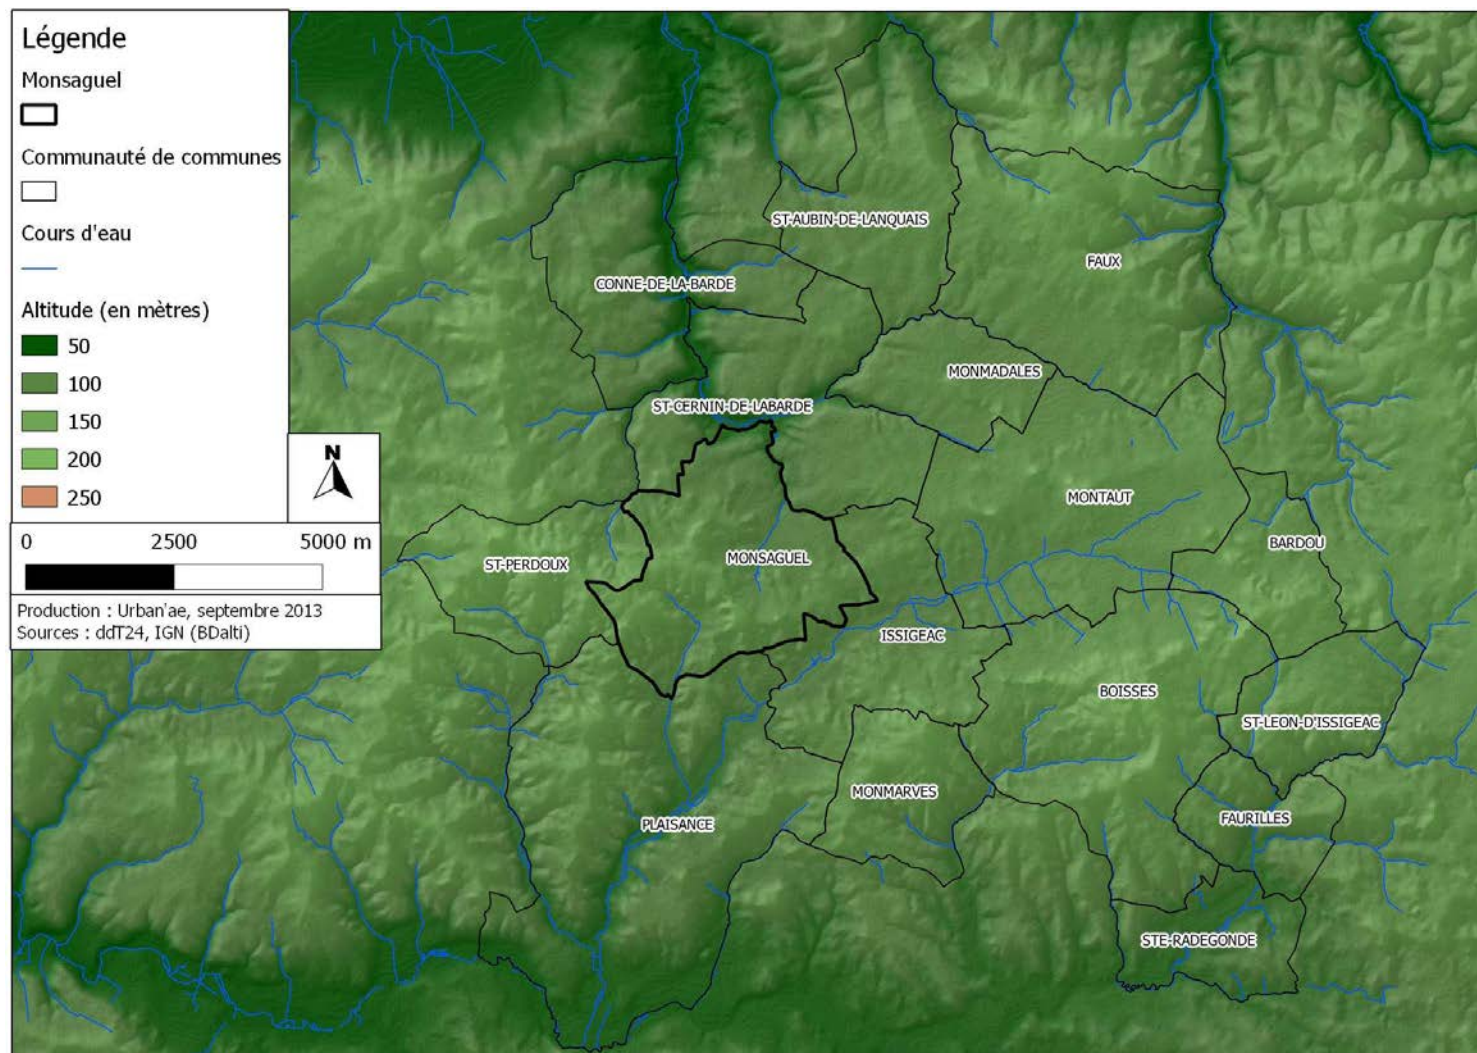 Légende
Monsaguel
Communauté de communes
Cours d'eau
Altitude (en mètres)
50
100
150
200
250
N
0 2500 5000 m
Production : Urban'ae, septembre 2013
Sources : ddT24, IGN (BDalti)
ST-AUBIN-DE-LANQUAIS
FAUX
CONNE-DE-LA-BARDE
MONMADALES
ST-CERNIN-DE-LABARDE
MONTAUT
BARDOU
MONSAGUEL
ST-PERDOUX
ISSIGEAC
BOISSES
ST-LEON-D'ISSIGEAC
MONMARVES
FAURILLES
PLAISANCE
STE-RADEGONDE